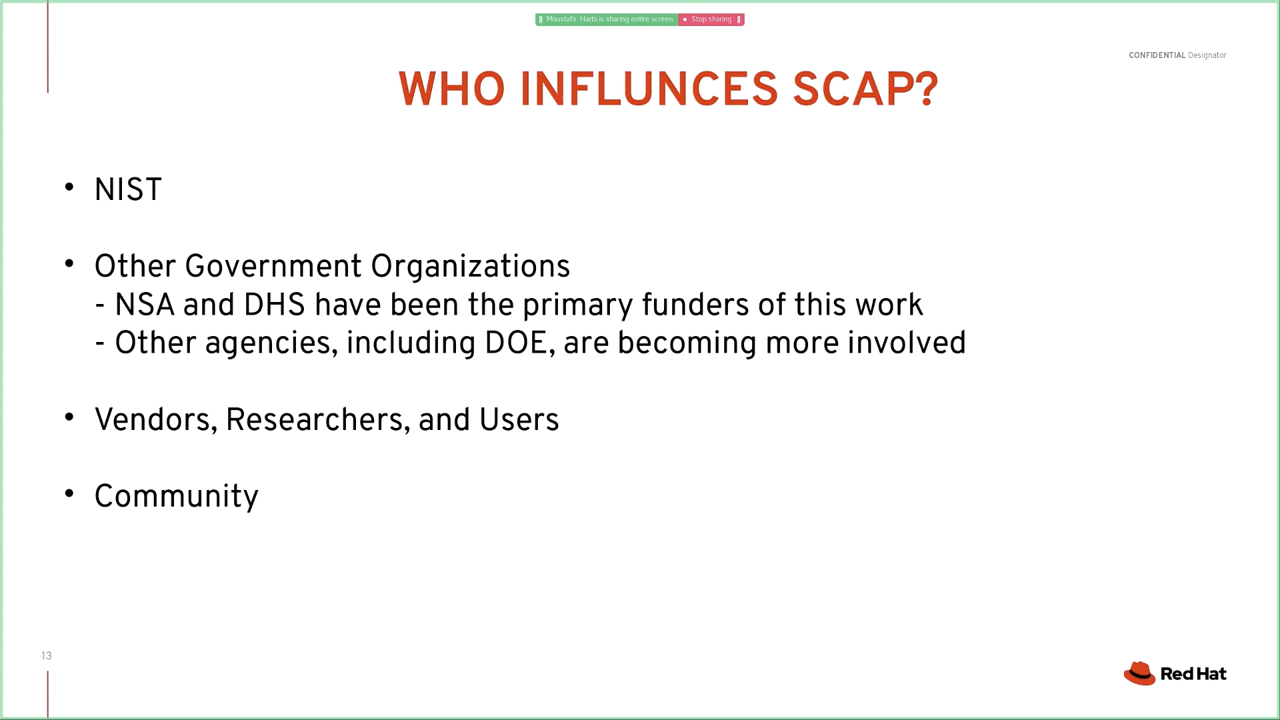 Moustafa Harbi is sharing entire screen Stop sharing
CONFIDENTIAL Designator
WHO INFLUNCES SCAP?
• NIST
• Other Government Organizations
- NSA and DHS have been the primary funders of this work
- Other agencies, including DOE, are becoming more involved
• Vendors, Researchers, and Users
• Community
13
Red Hat